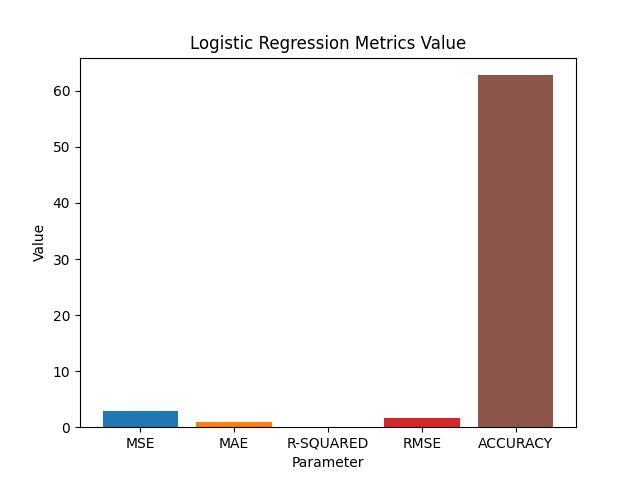 Logistic Regression Metrics Value
60
50
40
30
20
10
0
Value
MSE MAE R-SQUARED RMSE ACCURACY
Parameter